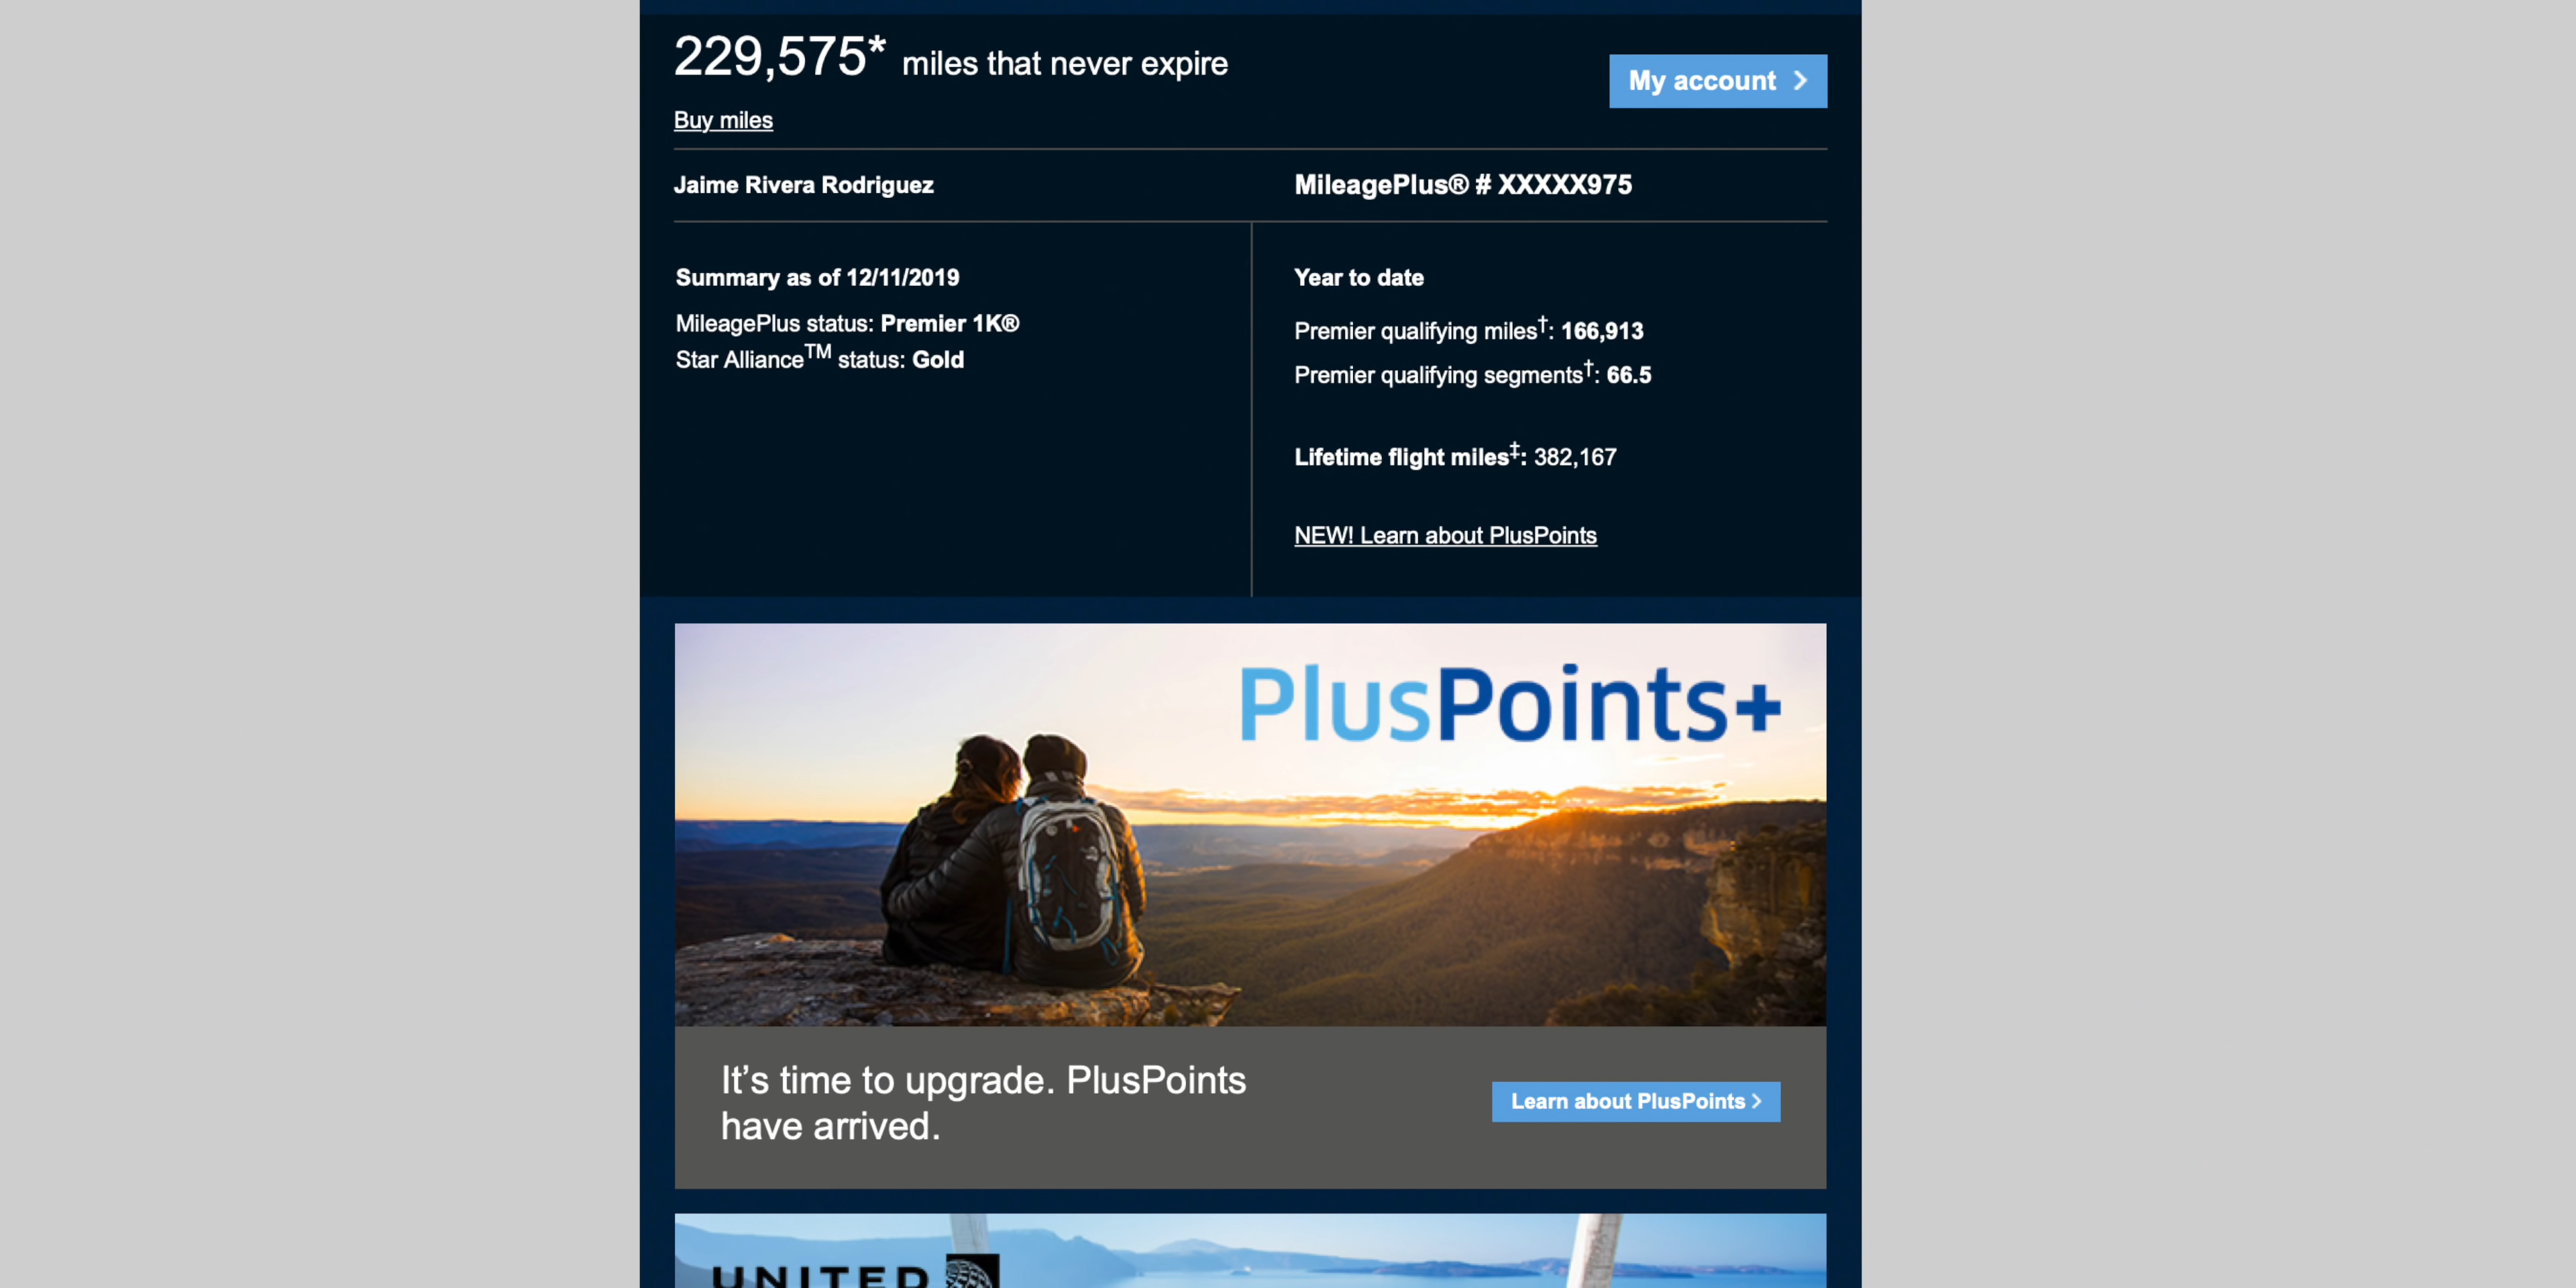 229,575* miles that never expire
My account >
Buy miles
Jaime Rivera Rodriguez
MileagePlus® # XXXXX975
Summary as of 12/11/2019
MileagePlus status: Premier 1K®
Star Alliance™ status: Gold
Year to date
Premier qualifying miles†: 166,913
Premier qualifying segments†: 66.5
Lifetime flight miles‡: 382,167
NEW! Learn about PlusPoints
PlusPoints+
It’s time to upgrade. PlusPoints
have arrived.
Learn about PlusPoints >
UNITED